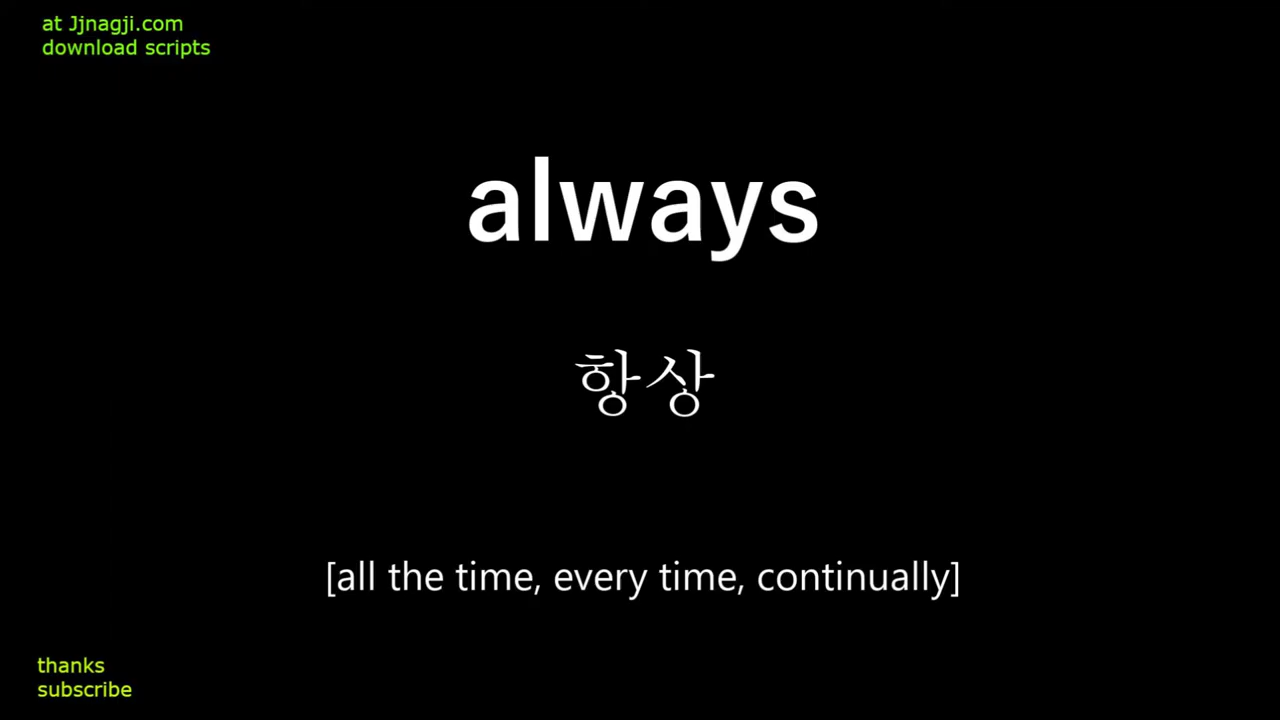 at Jjnagji.com
download scripts
always
항상
[all the time, every time, continually]
thanks
subscribe